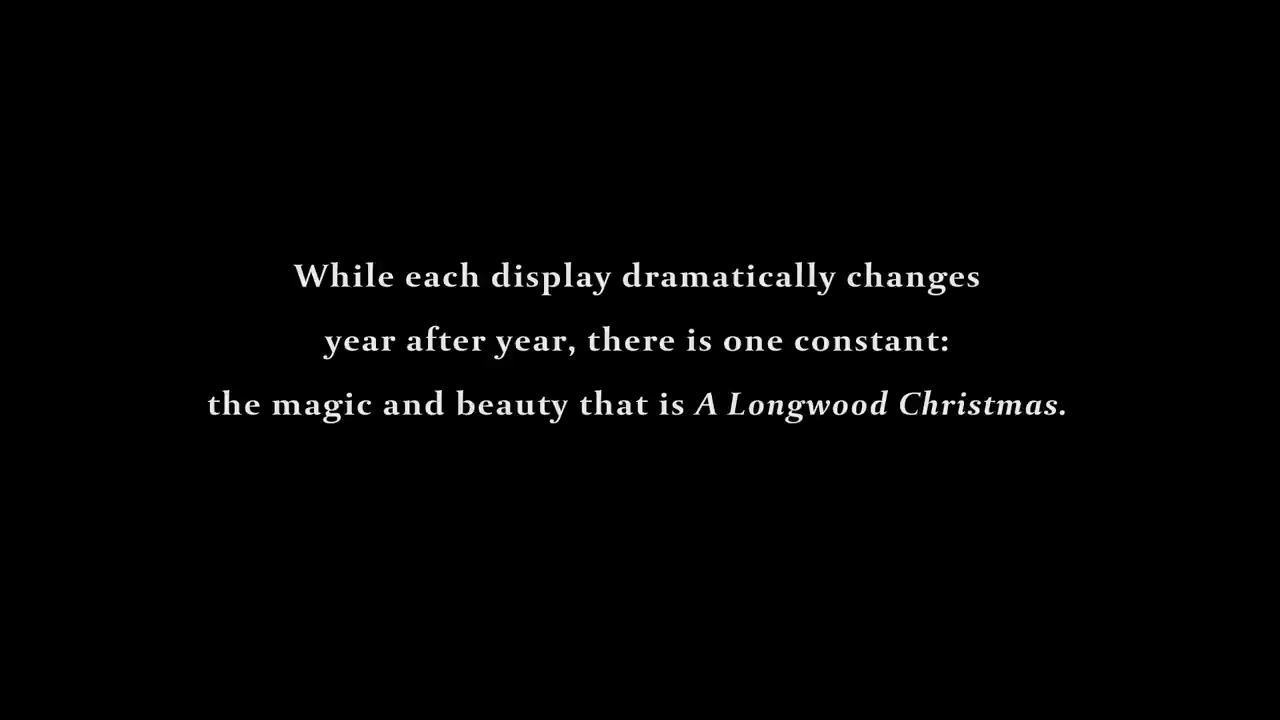 While each display dramatically changes
year after year, there is one constant:
the magic and beauty that is A Longwood Christmas.